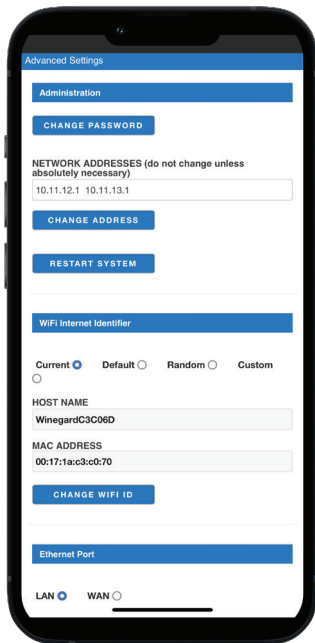 Advanced Settings
Administration
CHANGE PASSWORD
NETWORK ADDRESSES (do not change unless
absolutely necessary)
10.11.12.1 10.11.13.1
CHANGE ADDRESS
RESTART SYSTEM
WiFi Internet Identifier
Current Default Random Custom
HOST NAME
WinegardC3C06D
MAC ADDRESS
00:17:1a:c3:c0:70
CHANGE WIFI ID
Ethernet Port
LAN WAN